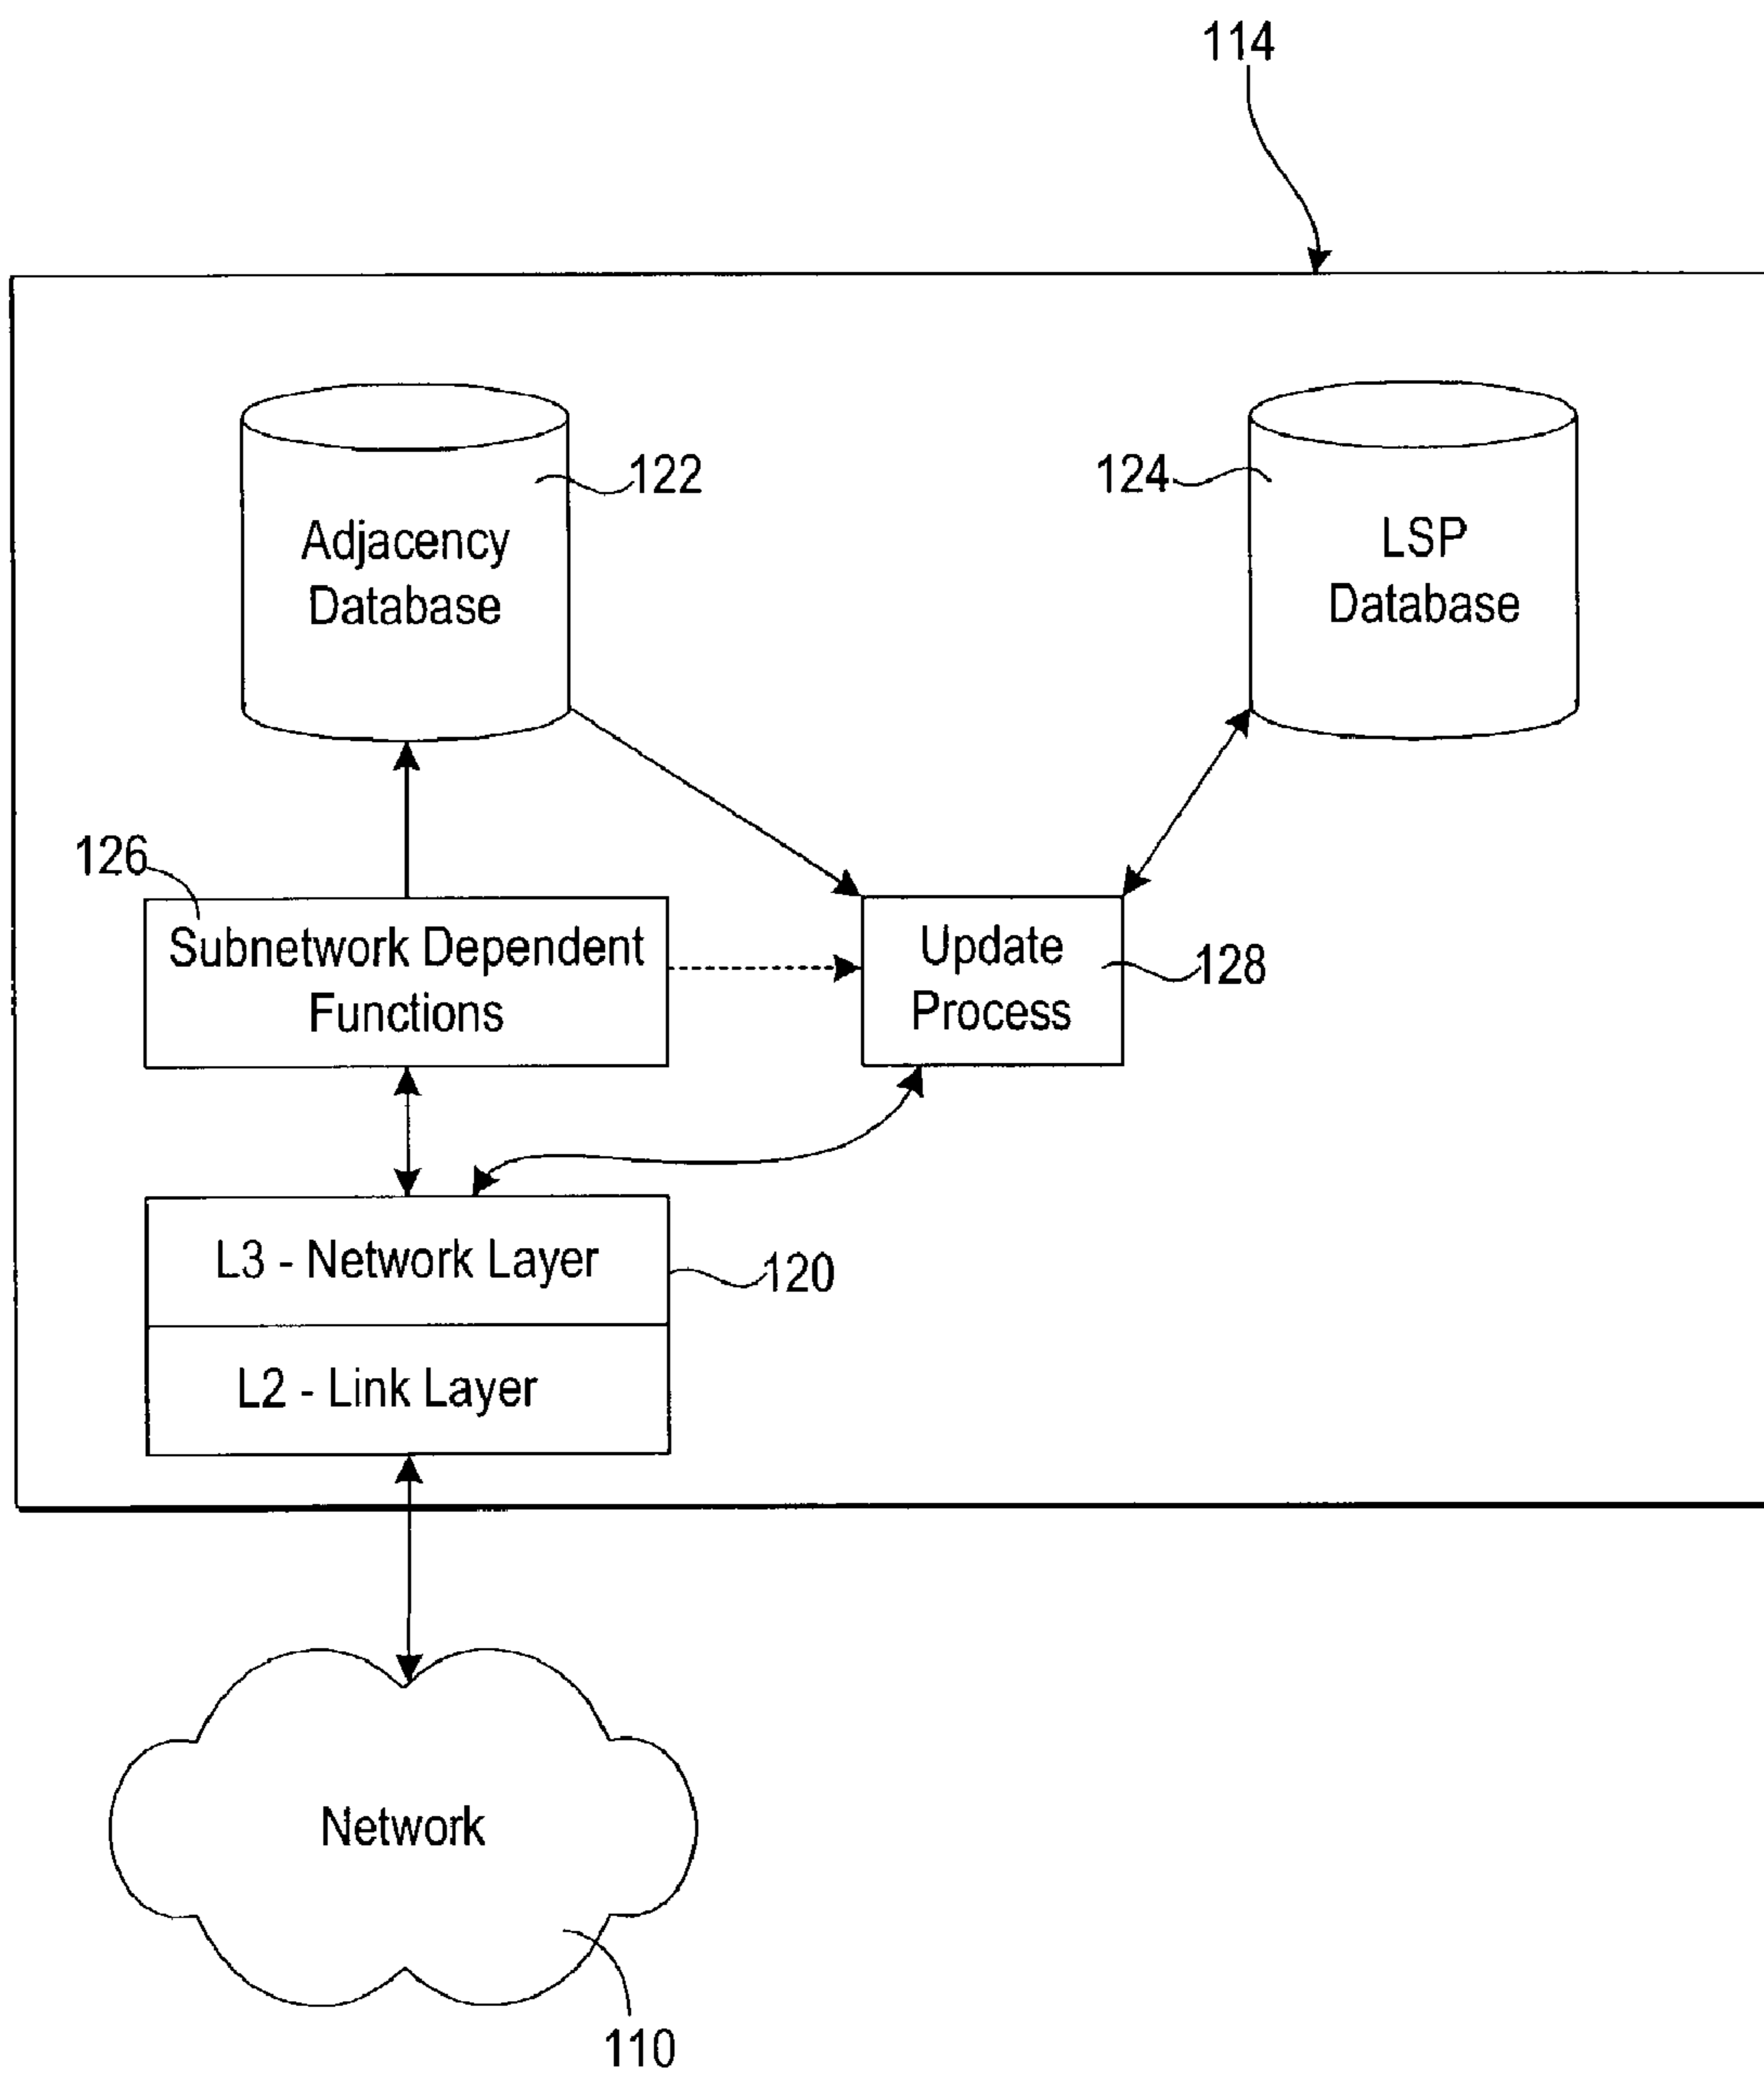 114
122
124
Adjacency
Database
LSP
Database
126
Subnetwork Dependent
Functions
Update
Process
128
L3 - Network Layer
120
L2 - Link Layer
Network
110